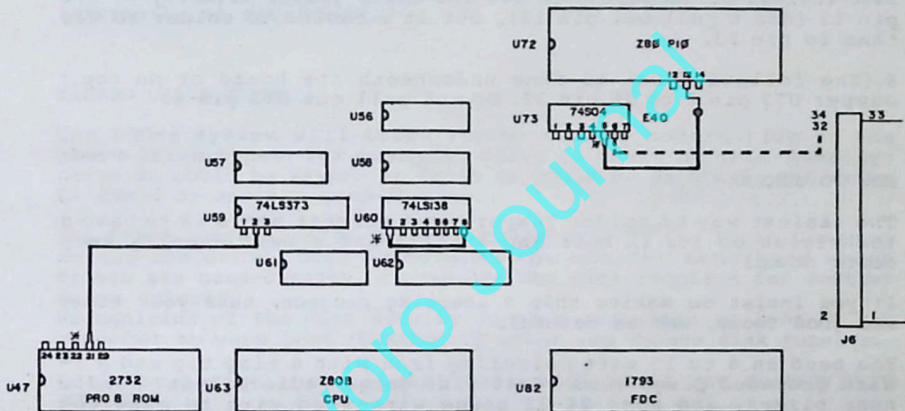 U72
Z80 PIO
12 13 14
U56
U73
74S04
E40
1 2 3 4 5 6 7
34
33
32
U57
U58
U59
74LS373
1 2 3
U60
74LS138
1 2 3 4 5 6 7 8
U61
U62
2
1
J6
24 23 22 21 20
U47
2732
PRO 8 ROM
U63
Z80B
CPU
U82
1793
FDC
pro Journal